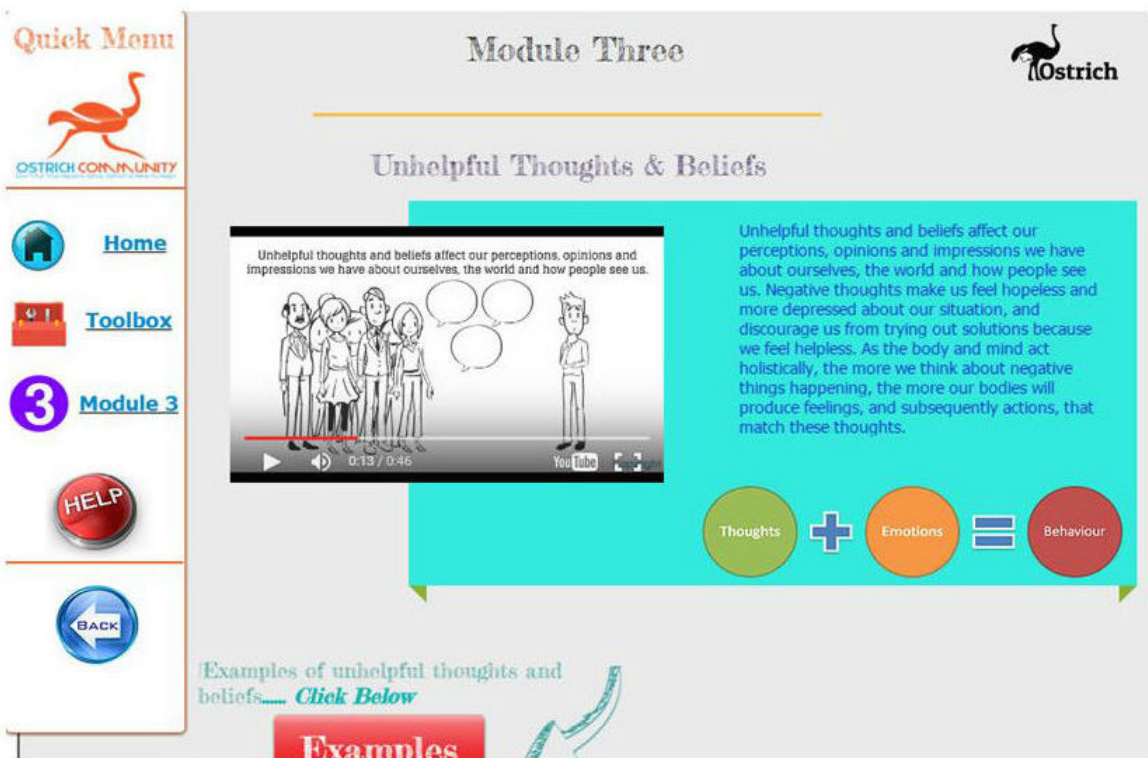 Quick Menu
OSTRICH COMMUNITY
Home
Toolbox
3
Module 3
HELP
BACK
Module Three
Ostrich
Unhelpful Thoughts & Beliefs
Unhelpful thoughts and beliefs affect our perceptions, opinions and
impressions we have about ourselves, the world and how people see us.
0:13 / 0:46
YouTube
Unhelpful thoughts and beliefs affect our
perceptions, opinions and impressions we have
about ourselves, the world and how people see
us. Negative thoughts make us feel hopeless and
more depressed about our situation, and
discourage us from trying out solutions because
we feel helpless. As the body and mind act
holistically, the more we think about negative
things happening, the more our bodies will
produce feelings, and subsequently actions, that
match these thoughts.
Thoughts + Emotions = Behaviour
Examples of unhelpful thoughts and
beliefs..... Click Below
Examples